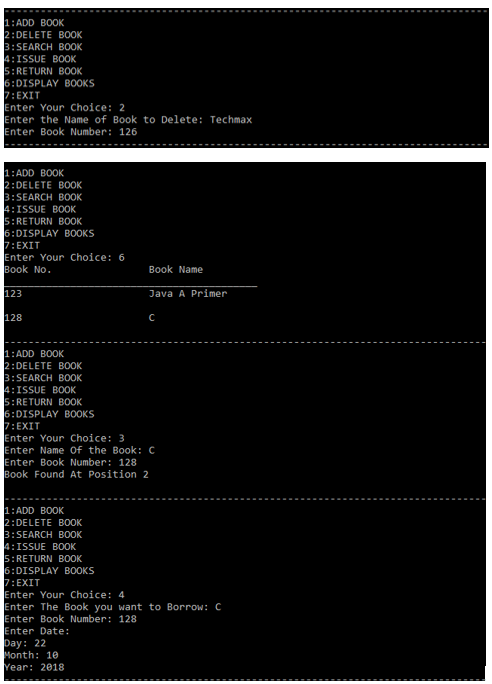 1:ADD BOOK
2:DELETE BOOK
3:SEARCH BOOK
4:ISSUE BOOK
5:RETURN BOOK
6:DISPLAY BOOKS
7:EXIT
Enter Your Choice: 2
Enter the Name of Book to Delete: Techmax
Enter Book Number: 126
1:ADD BOOK
2:DELETE BOOK
3:SEARCH BOOK
4:ISSUE BOOK
5:RETURN BOOK
6:DISPLAY BOOKS
7:EXIT
Enter Your Choice: 6
Book No. Book Name
123 Java A Primer
128 C
1:ADD BOOK
2:DELETE BOOK
3:SEARCH BOOK
4:ISSUE BOOK
5:RETURN BOOK
6:DISPLAY BOOKS
7:EXIT
Enter Your Choice: 3
Enter Name Of the Book: C
Enter Book Number: 128
Book Found At Position 2
1:ADD BOOK
2:DELETE BOOK
3:SEARCH BOOK
4:ISSUE BOOK
5:RETURN BOOK
6:DISPLAY BOOKS
7:EXIT
Enter Your Choice: 4
Enter The Book you want to Borrow: C
Enter Book Number: 128
Enter Date:
Day: 22
Month: 10
Year: 2018